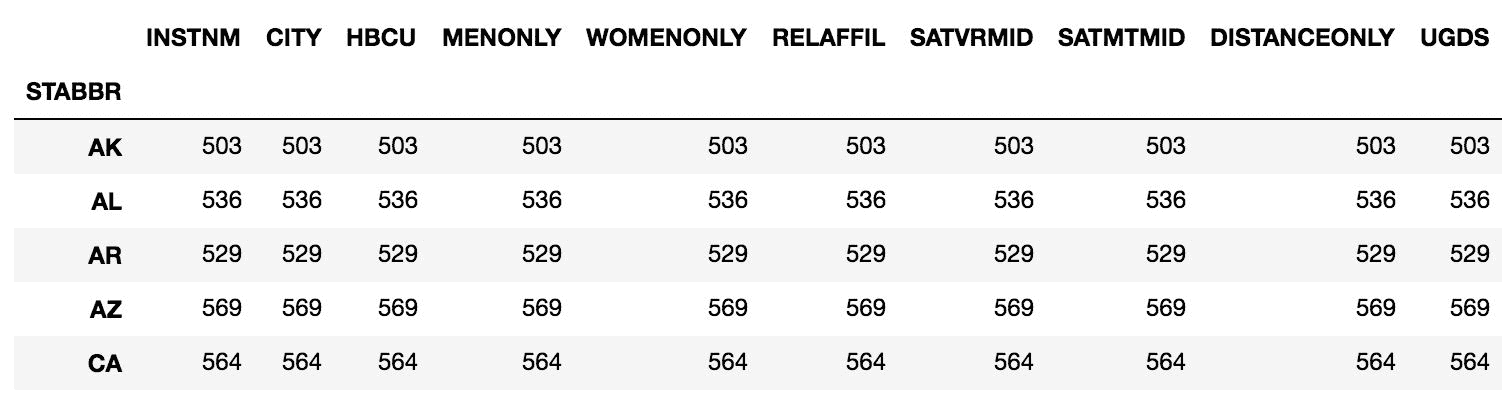 INSTNM CITY HBCU MENONLY WOMENONLY RELAFFIL SATVRMID SATMTMID DISTANCEONLY UGDS
STABBR
AK 503 503 503 503 503 503 503 503 503 503
AL 536 536 536 536 536 536 536 536 536 536
AR 529 529 529 529 529 529 529 529 529 529
AZ 569 569 569 569 569 569 569 569 569 569
CA 564 564 564 564 564 564 564 564 564 564